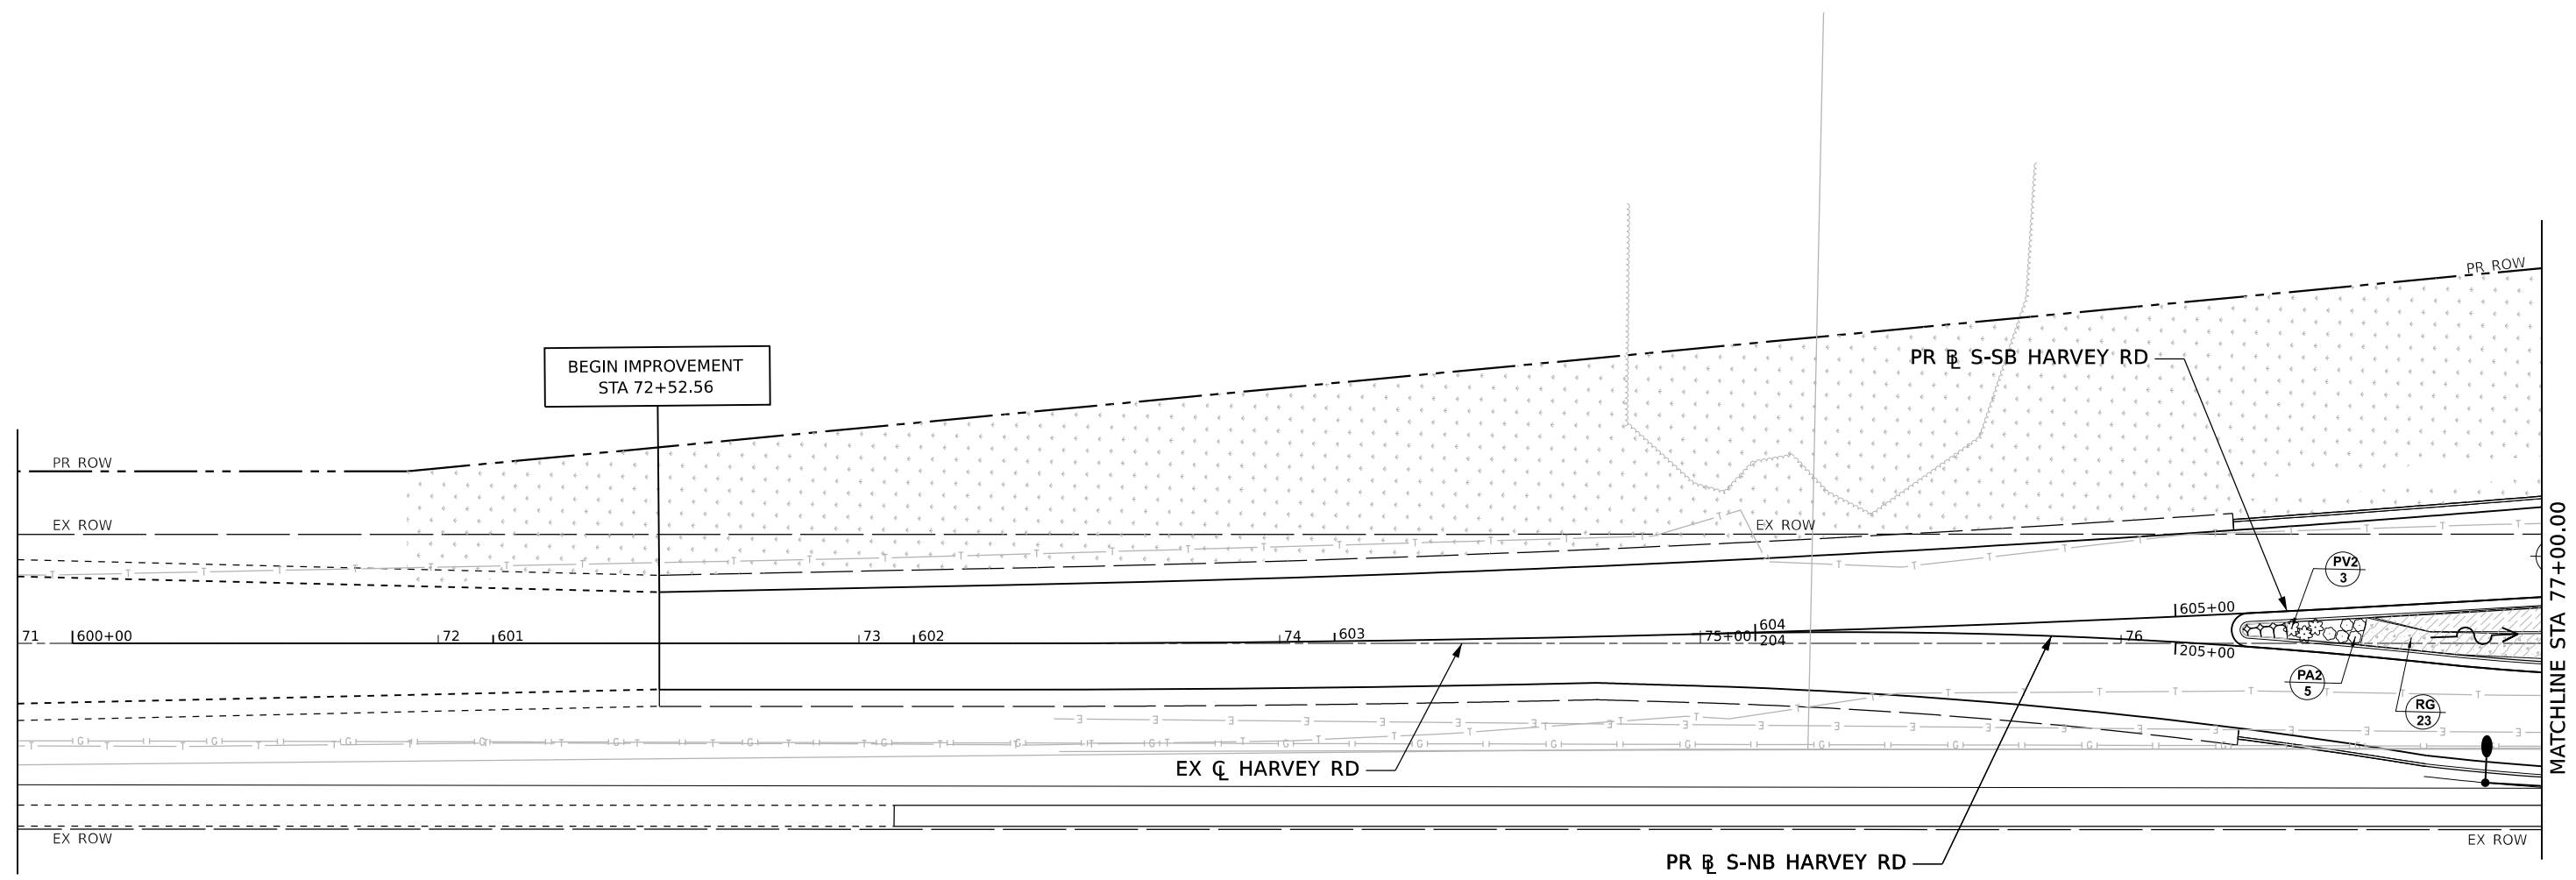 PR ROW
BEGIN IMPROVEMENT
STA 72+52.56
PR ℄ S-SB HARVEY RD
PR ROW
EX ROW
EX ROW
PV2
3
71
600+00
72
601
73
602
74
603
75+00
604
204
76
605+00
205+00
PA2
5
RG
23
EX ℄ HARVEY RD
PR ℄ S-NB HARVEY RD
EX ROW
EX ROW
MATCHLINE STA 77+00.00